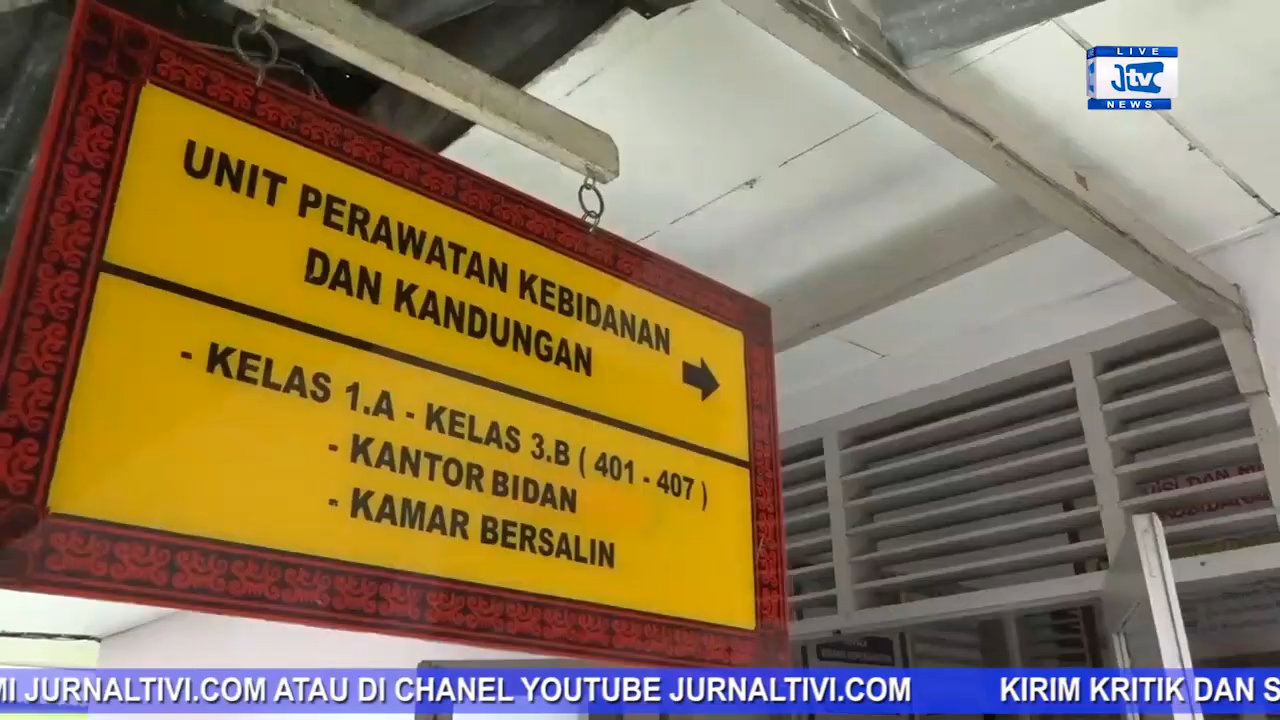 LIVE
Jtv
NEWS
UNIT PERAWATAN KEBIDANAN
DAN KANDUNGAN
- KELAS 1.A - KELAS 3.B ( 401 - 407 )
- KANTOR BIDAN
- KAMAR BERSALIN
MI JURNALTIVI.COM ATAU DI CHANEL YOUTUBE JURNALTIVI.COM KIRIM KRITIK DAN S